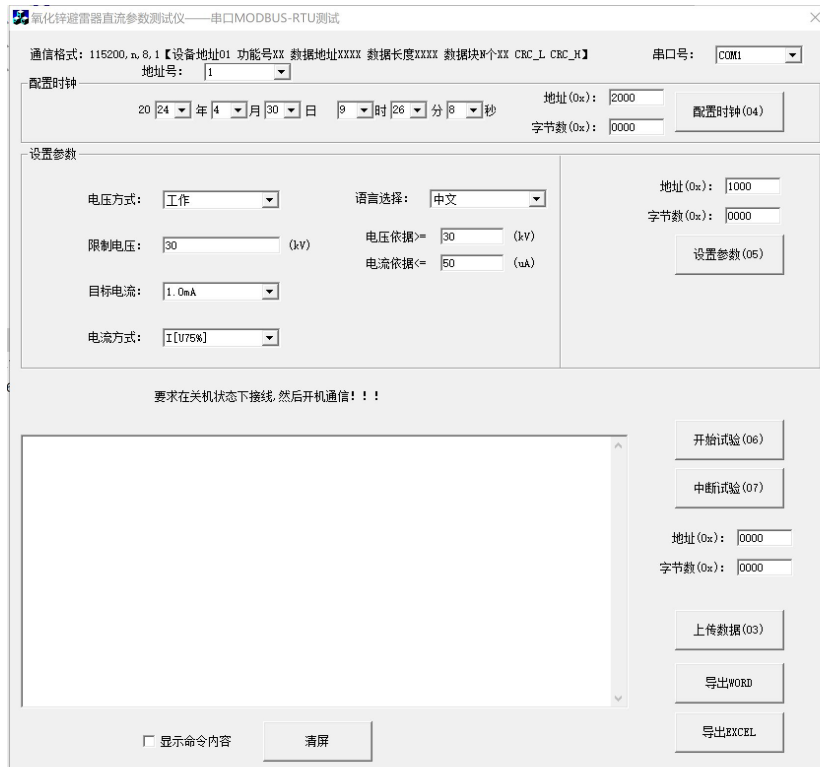 氧化锌避雷器直流参数测试仪——串口MODBUS-RTU测试
通信格式: 115200,n,8,1【设备地址01 功能号XX 数据地址XXXX 数据长度XXXX 数据块N个XX CRC_L CRC_H】
串口号: COM1
地址号: 1
配置时钟
20 24 年 4 月 30 日 9 时 26 分 8 秒
地址(0x): 2000
字节数(0x): 0000
配置时钟(04)
设置参数
电压方式: 工作
语言选择: 中文
限制电压: 30 (kV)
电压依据>= 30 (kV)
电流依据<= 50 (uA)
目标电流: 1.0mA
电流方式: I[U75%]
地址(0x): 1000
字节数(0x): 0000
设置参数(05)
要求在关机状态下接线,然后开机通信!!!
开始试验(06)
中断试验(07)
地址(0x): 0000
字节数(0x): 0000
上传数据(03)
导出WORD
导出EXCEL
显示命令内容
清屏